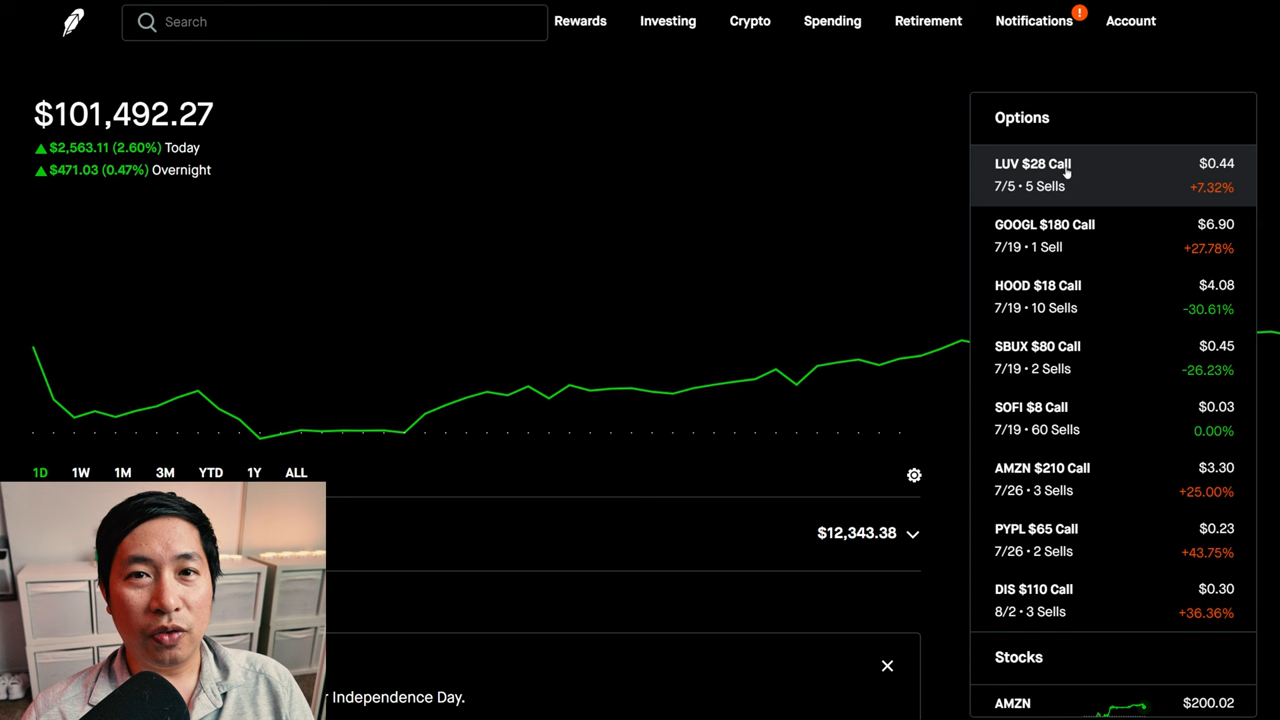 Search
Rewards
Investing
Crypto
Spending
Retirement
Notifications
!
Account
$101,492.27
$2,563.11 (2.60%) Today
$471.03 (0.47%) Overnight
1D
1W
1M
3M
YTD
1Y
ALL
$12,343.38
Independence Day.
Options
LUV $28 Call $0.44
7/5 • 5 Sells +7.32%
GOOGL $180 Call $6.90
7/19 • 1 Sell +27.78%
HOOD $18 Call $4.08
7/19 • 10 Sells -30.61%
SBUX $80 Call $0.45
7/19 • 2 Sells -26.23%
SOFI $8 Call $0.03
7/19 • 60 Sells 0.00%
AMZN $210 Call $3.30
7/26 • 3 Sells +25.00%
PYPL $65 Call $0.23
7/26 • 2 Sells +43.75%
DIS $110 Call $0.30
8/2 • 3 Sells +36.36%
Stocks
AMZN $200.02